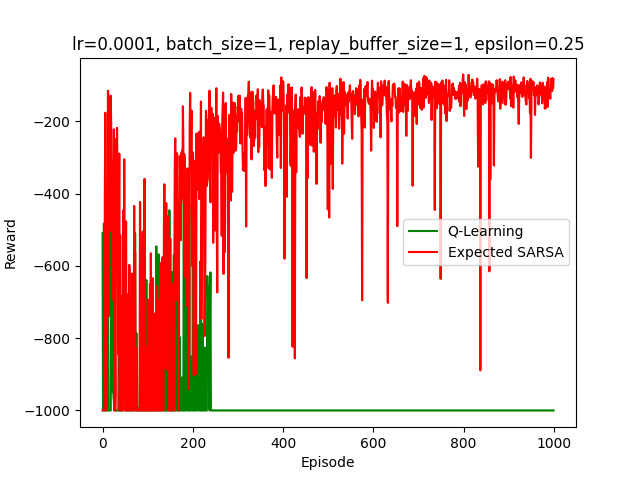 lr=0.0001, batch_size=1, replay_buffer_size=1, epsilon=0.25
−200
−400
−600
−800
−1000
Reward
Q-Learning
Expected SARSA
0
200
400
600
800
1000
Episode